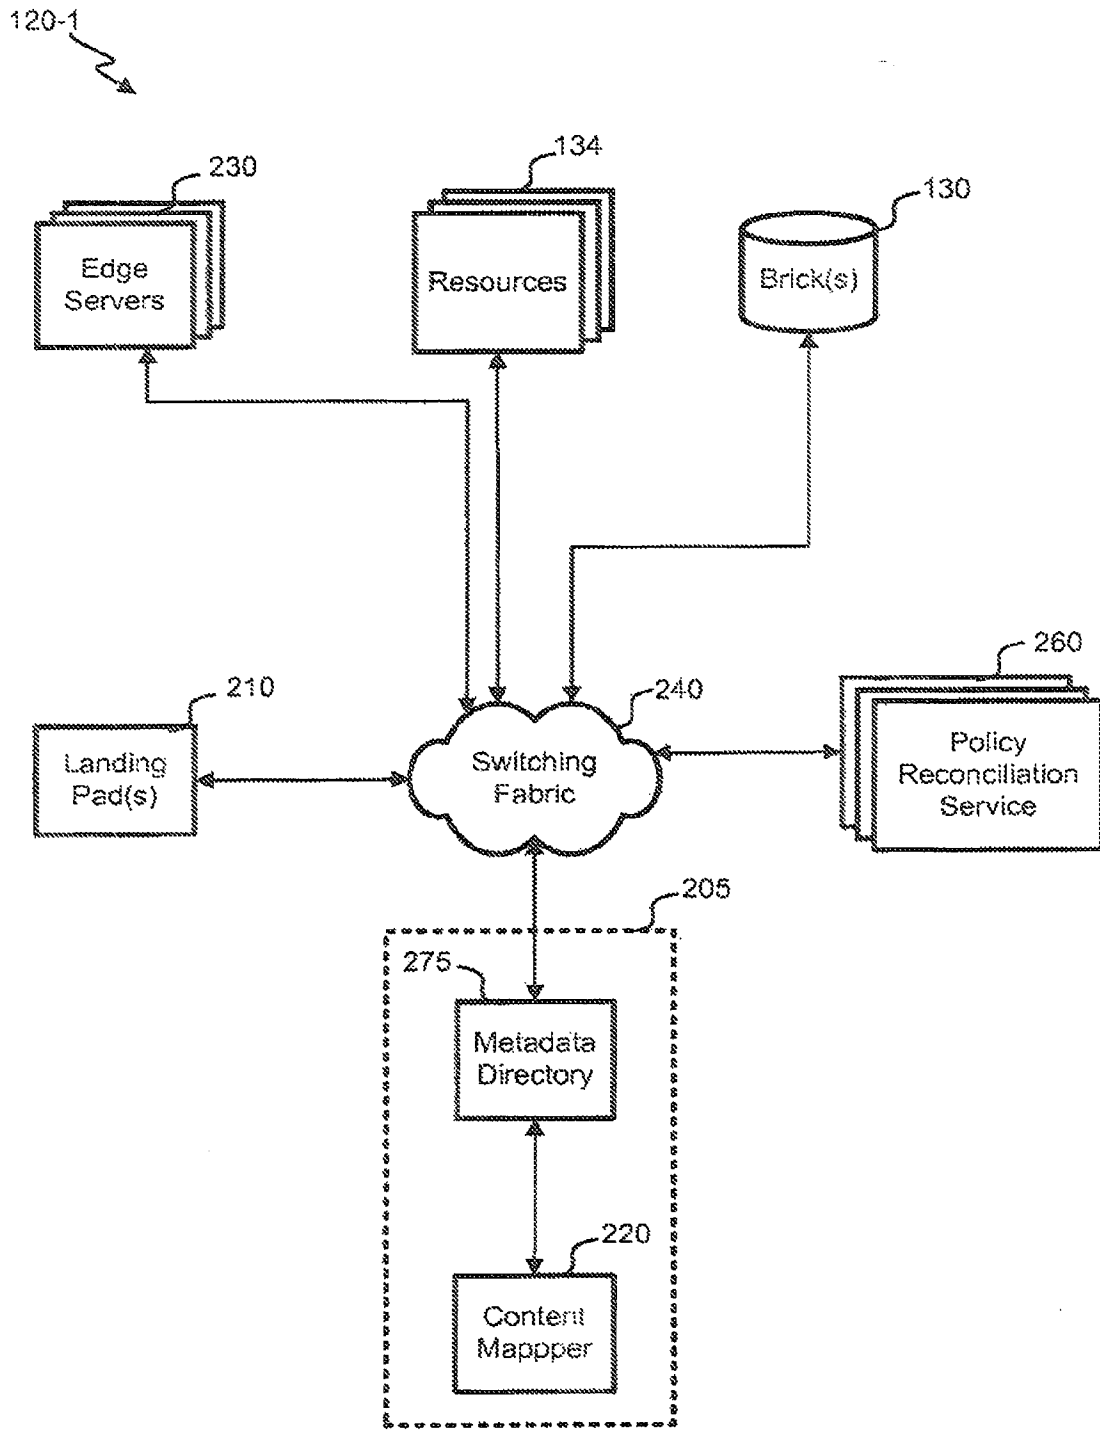 120-1
230
134
130
Edge
Servers
Resources
Brick(s)
210
240
260
Landing
Pad(s)
Switching
Fabric
Policy
Reconciliation
Service
205
275
Metadata
Directory
220
Content
Mappper